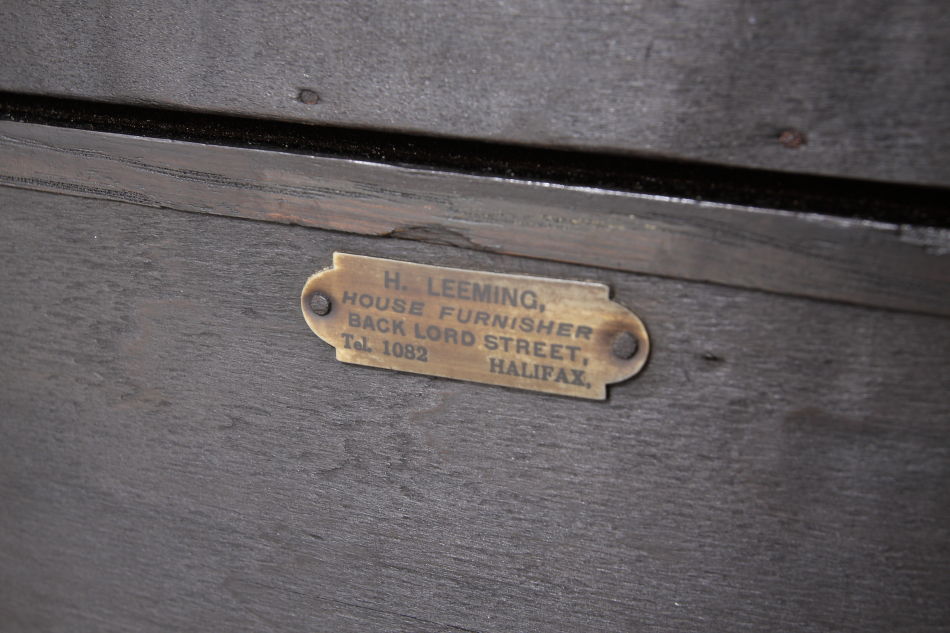 H. LEEMING,
HOUSE FURNISHER
BACK LORD STREET,
Tel. 1082 HALIFAX,